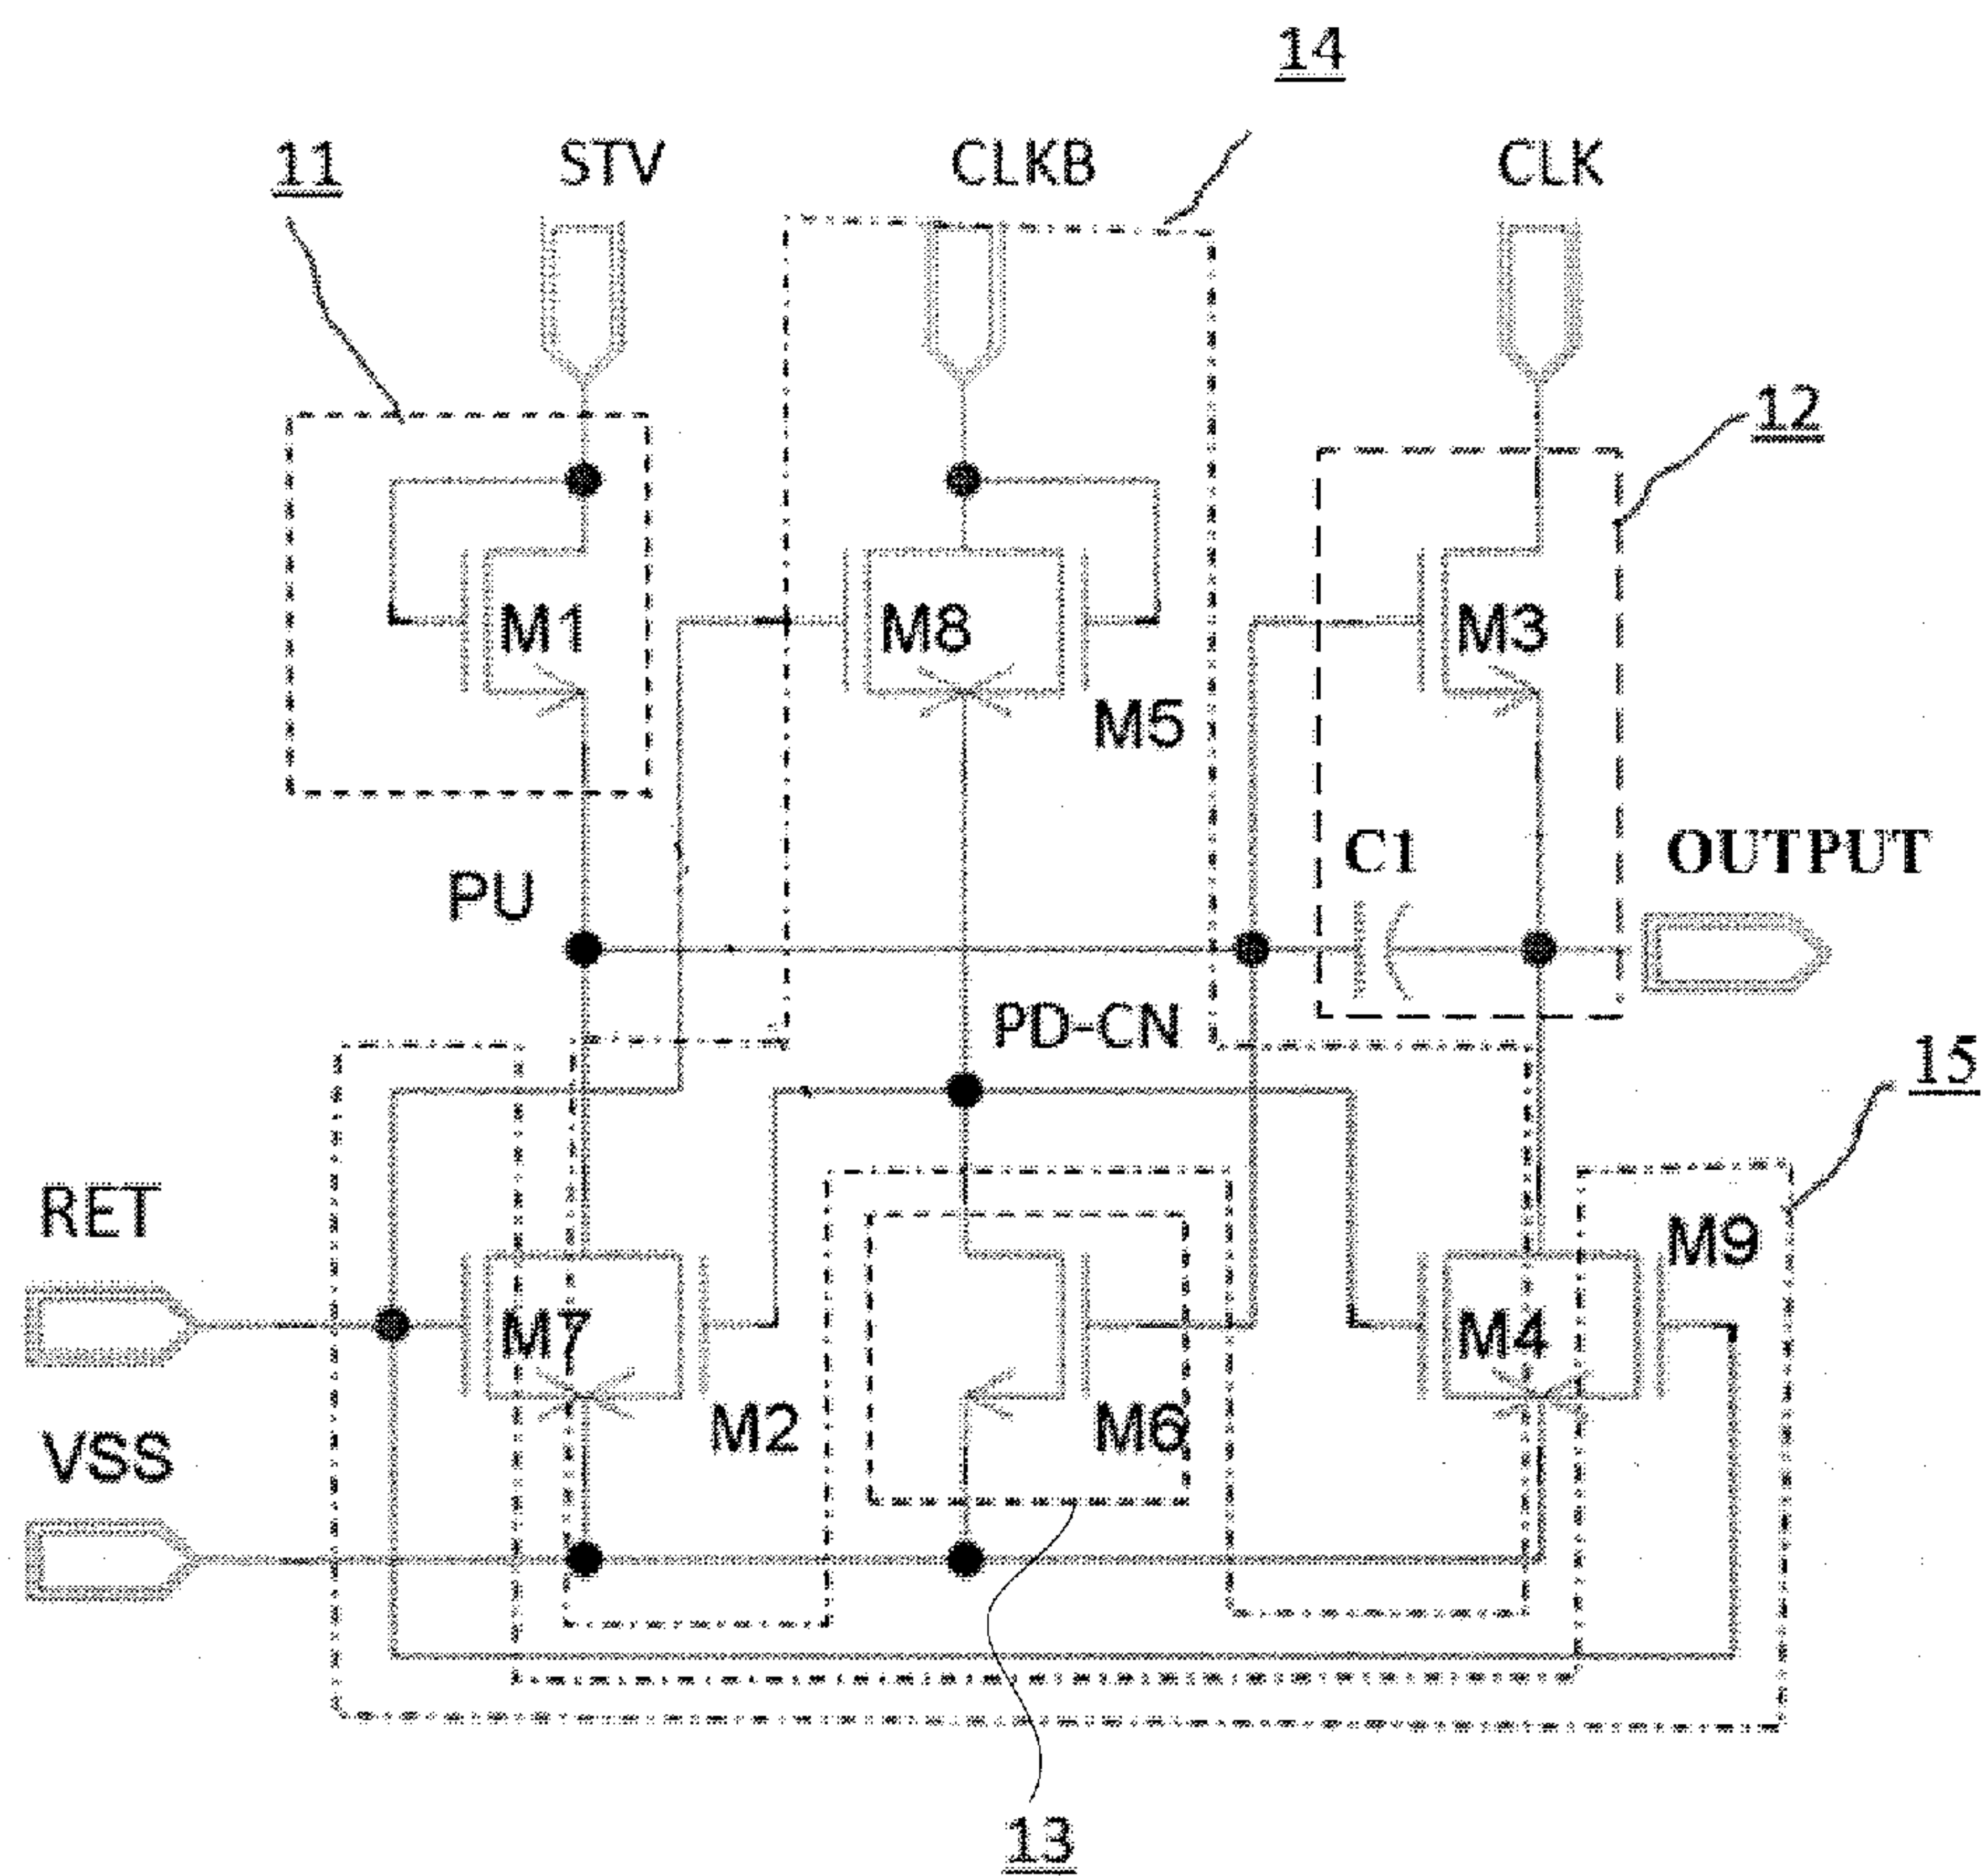 14
11
STV
CLKB
CLK
12
M1
M8
M3
M5
C1
OUTPUT
PU
PD-CN
15
RET
M9
M7
M4
M2
M6
VSS
13